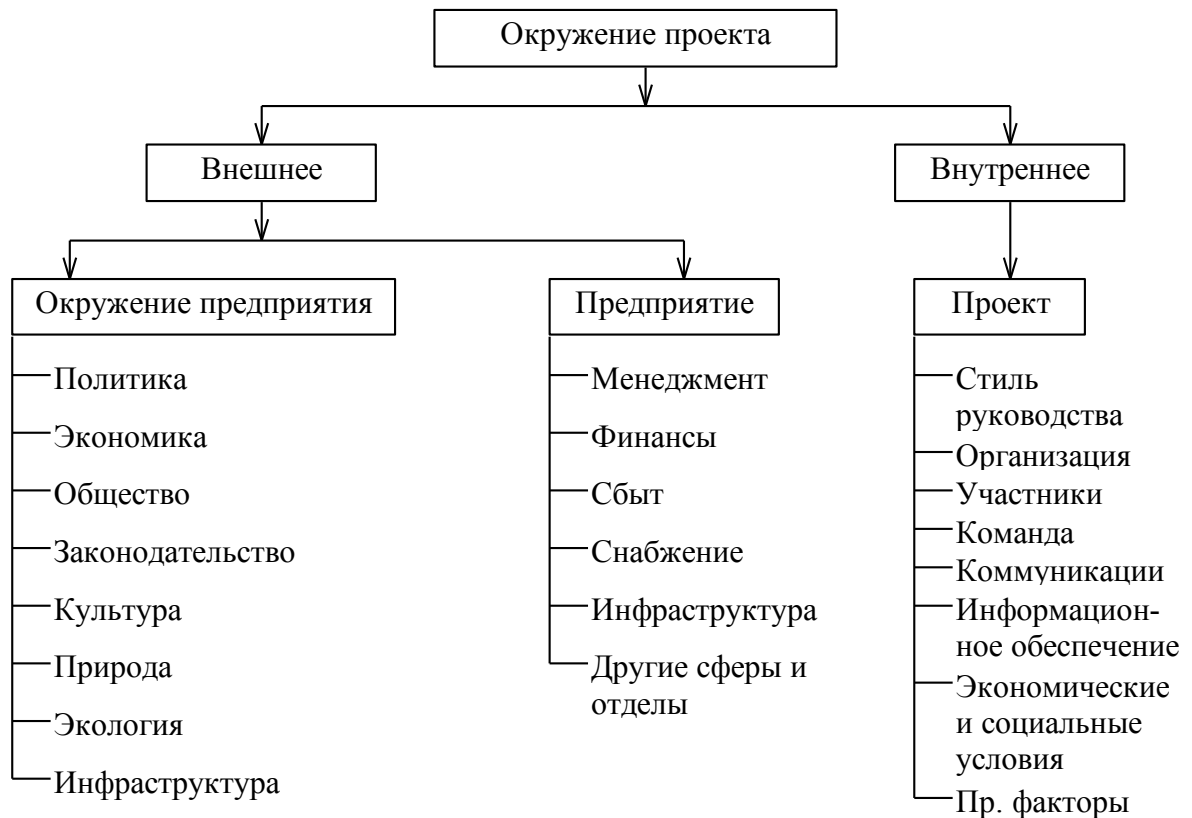 Окружение проекта
Внешнее
Внутреннее
Окружение предприятия
Предприятие
Проект
Политика
Экономика
Общество
Законодательство
Культура
Природа
Экология
Инфраструктура
Менеджмент
Финансы
Сбыт
Снабжение
Инфраструктура
Другие сферы и
отделы
Стиль
руководства
Организация
Участники
Команда
Коммуникации
Информацион-
ное обеспечение
Экономические
и социальные
условия
Пр. факторы